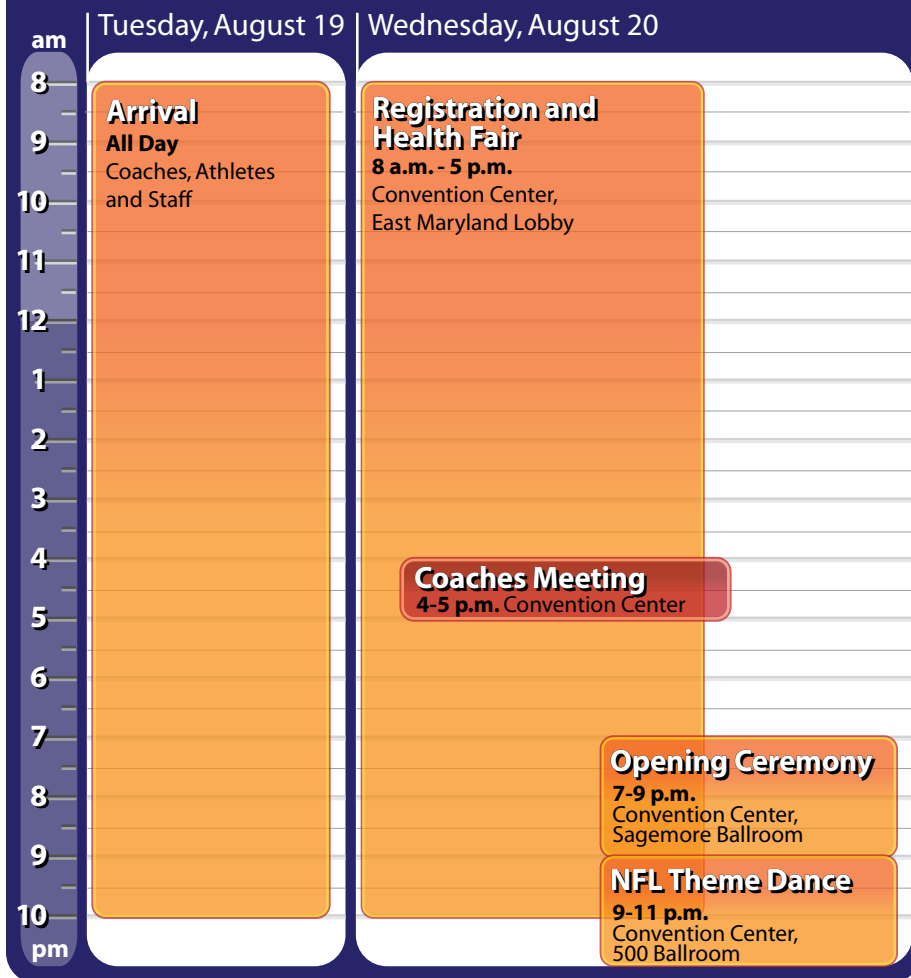 Tuesday, August 19
Wednesday, August 20
am
8
9
10
11
12
1
2
3
4
5
6
7
8
9
10
pm
Arrival
All Day
Coaches, Athletes
and Staff
Registration and
Health Fair
8 a.m. - 5 p.m.
Convention Center,
East Maryland Lobby
Coaches Meeting
4-5 p.m. Convention Center
Opening Ceremony
7-9 p.m.
Convention Center,
Sagemore Ballroom
NFL Theme Dance
9-11 p.m.
Convention Center,
500 Ballroom